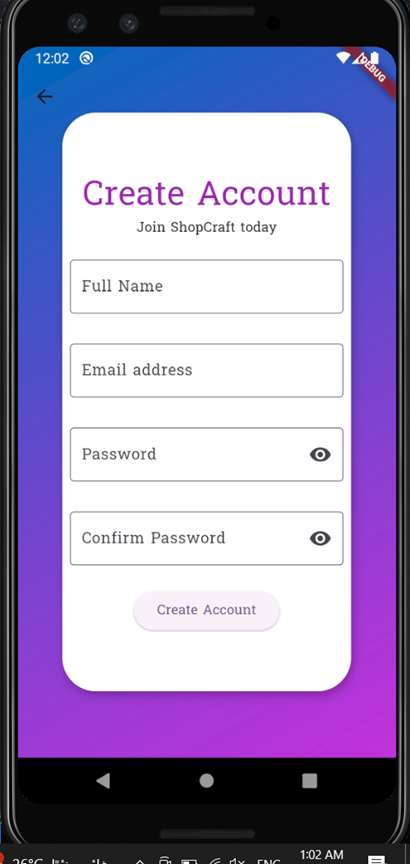 12:02
DEBUG
Create Account
Join ShopCraft today
Full Name
Email address
Password
Confirm Password
Create Account
1:02 AM
26°C
ENG